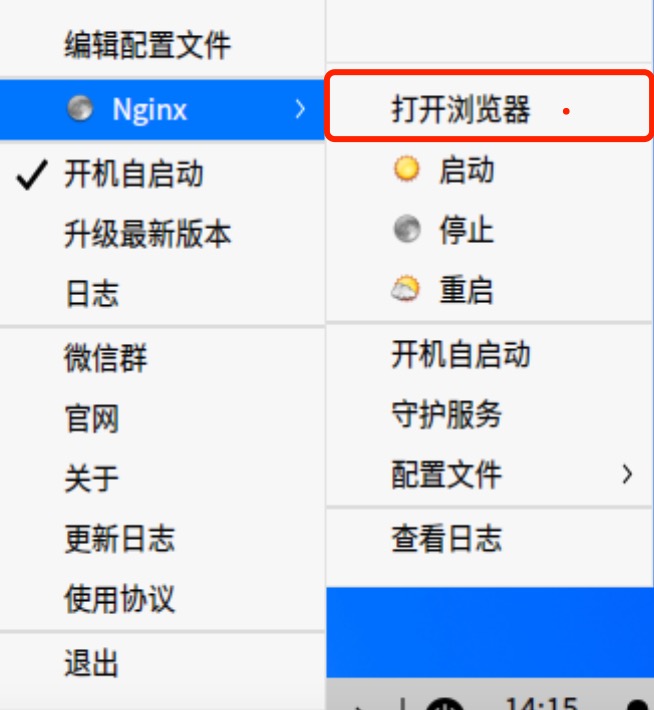 编辑配置文件
Nginx
开机自启动
升级最新版本
日志
微信群
官网
关于
更新日志
使用协议
退出
打开浏览器
启动
停止
重启
开机自启动
守护服务
配置文件
查看日志
14:15